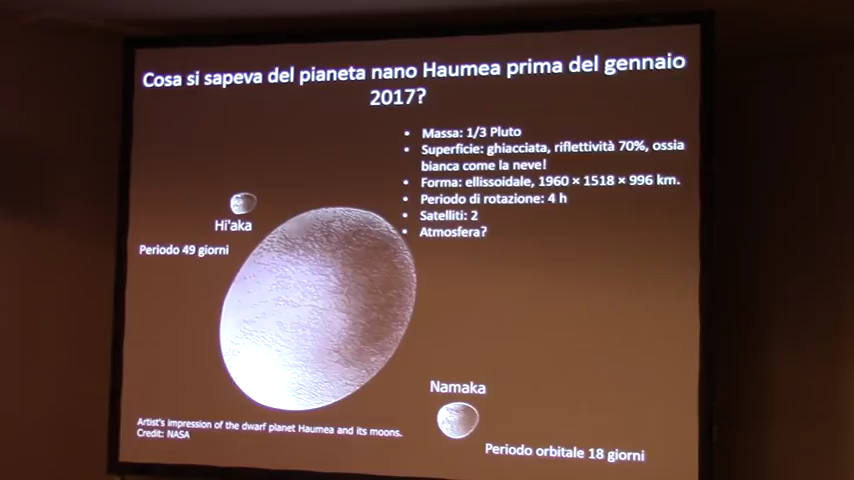 Cosa si sapeva del pianeta nano Haumea prima del gennaio
2017?
• Massa: 1/3 Pluto
• Superficie: ghiacciata, riflettività 70%, ossia
bianca come la neve!
• Forma: ellissoidale, 1960 × 1518 × 996 km.
• Periodo di rotazione: 4 h
• Satelliti: 2
• Atmosfera?
Hi'aka
Periodo 49 giorni
Namaka
Periodo orbitale 18 giorni
Artist's impression of the dwarf planet Haumea and its moons.
Credit: NASA